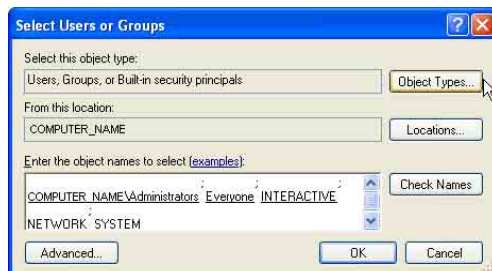 Select Users or Groups
Select this object type:
Users, Groups, or Built-in security principals
Object Types...
From this location:
COMPUTER_NAME
Locations...
Enter the object names to select (examples):
COMPUTER_NAME\Administrators; Everyone; INTERACTIVE;
NETWORK; SYSTEM
Check Names
Advanced...
OK
Cancel